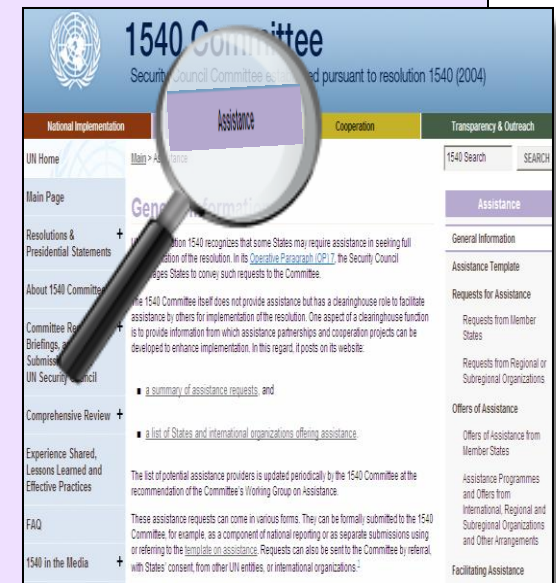 1540 Committee
Security Council Committee established pursuant to resolution 1540 (2004)
National Implementation
Assistance
Cooperation
Transparency & Outreach
UN Home
Main Page
Resolutions & +
Presidential Statements
About 1540 Committee
Committee
Briefings,
UN Security Council
Comprehensive Review +
Experience Shared,
Lessons Learned and
Effective Practices
FAQ
1540 in the Media +
Main > Assistance
General Information
1540 recognizes that some States may require assistance in seeking full
of the resolution. In its Operative Paragraph (OP) 7, the Security Council
States to convey such requests to the Committee.
The 1540 Committee itself does not provide assistance but has a clearinghouse role to facilitate
assistance by others for implementation of the resolution. One aspect of a clearinghouse function
is to provide information from which assistance partnerships and cooperation projects can be
developed to enhance implementation. In this regard, it posts on its website:
a summary of assistance requests, and
a list of States and international organizations offering assistance.
The list of potential assistance providers is updated periodically by the 1540 Committee at the
recommendation of the Committee's Working Group on Assistance.
These assistance requests can come in various forms. They can be formally submitted to the 1540
Committee, for example, as a component of national reporting or as separate submissions using
or referring to the template on assistance. Requests can also be sent to the Committee by referral,
with States' consent, from other UN entities, or international organizations.1
1540 Search
SEARCH
Assistance
General Information
Assistance Template
Requests for Assistance
Requests from Member
States
Requests from Regional or
Subregional Organizations
Offers of Assistance
Offers of Assistance from
Member States
Assistance Programmes
and Offers from
International, Regional and
Subregional Organizations
and Other Arrangements
Facilitating Assistance